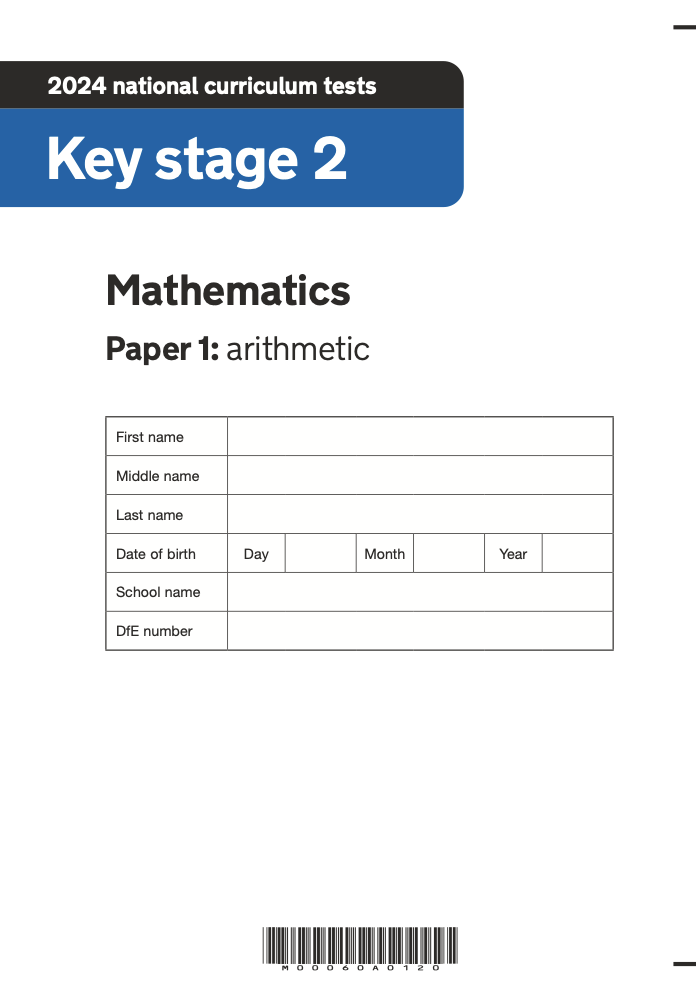 2024 national curriculum tests
Key stage 2
Mathematics
Paper 1: arithmetic
First name
Middle name
Last name
Date of birth Day Month Year
School name
DfE number
M00060A0120